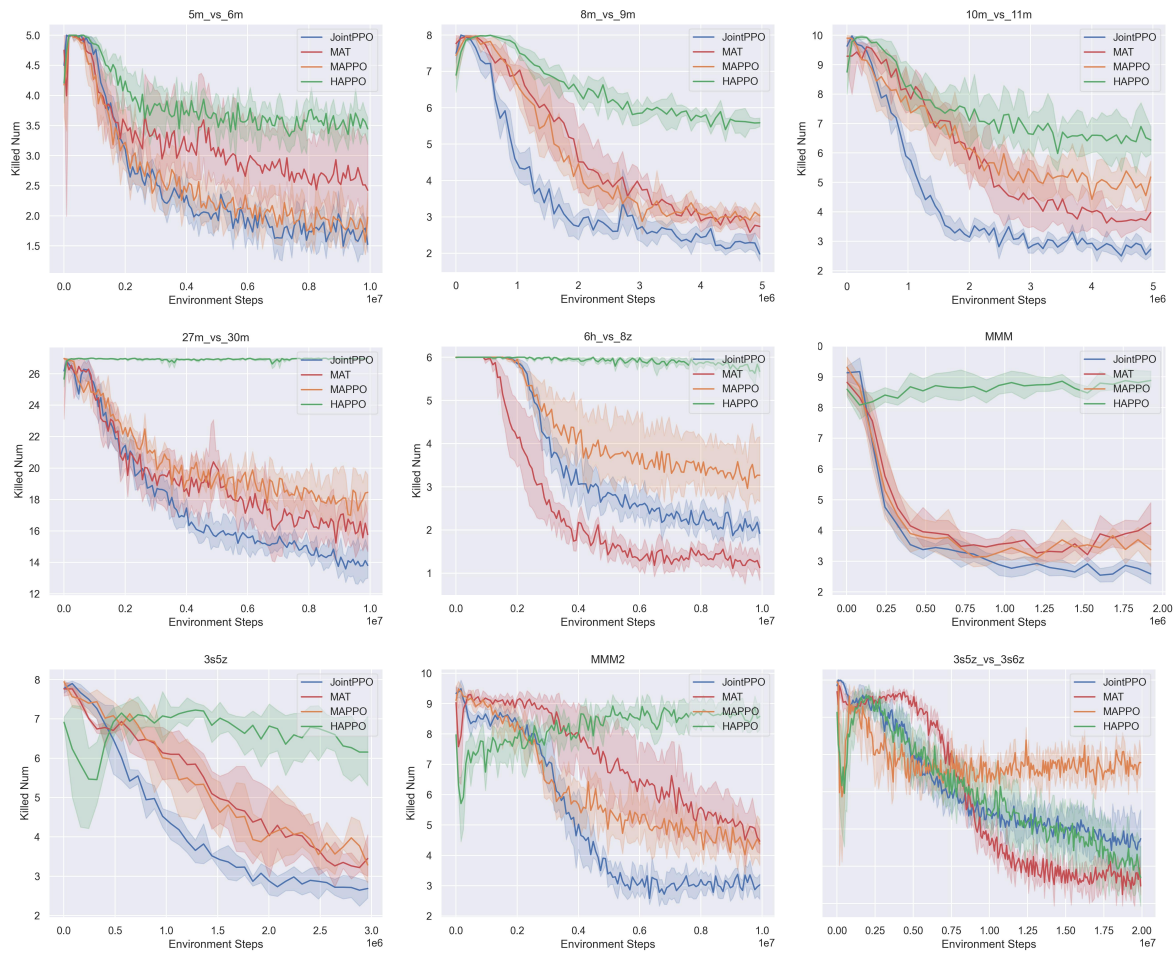 5m_vs_6m
Killed Num
5.0
4.5
4.0
3.5
3.0
2.5
2.0
1.5
JointPPO
MAT
MAPPO
HAPPO
0.0 0.2 0.4 0.6 0.8 1.0
Environment Steps
1e7
8m_vs_9m
Killed Num
8
7
6
5
4
3
2
JointPPO
MAT
MAPPO
HAPPO
0 1 2 3 4 5
Environment Steps
1e6
10m_vs_11m
Killed Num
10
9
8
7
6
5
4
3
2
JointPPO
MAT
MAPPO
HAPPO
0 1 2 3 4 5
Environment Steps
1e6
27m_vs_30m
Killed Num
26
24
22
20
18
16
14
12
JointPPO
MAT
MAPPO
HAPPO
0.0 0.2 0.4 0.6 0.8 1.0
Environment Steps
1e7
6h_vs_8z
Killed Num
6
5
4
3
2
1
JointPPO
MAT
MAPPO
HAPPO
0.0 0.2 0.4 0.6 0.8 1.0
Environment Steps
1e7
MMM
Killed Num
0
9
8
7
6
5
4
3
2
JointPPO
MAT
MAPPO
HAPPO
0.00 0.25 0.50 0.75 1.00 1.25 1.50 1.75 2.00
Environment Steps
1e6
3s5z
Killed Num
8
7
6
5
4
3
2
JointPPO
MAT
MAPPO
HAPPO
0.0 0.5 1.0 1.5 2.0 2.5 3.0
Environment Steps
1e6
MMM2
Killed Num
10
9
8
7
6
5
4
3
2
JointPPO
MAT
MAPPO
HAPPO
0.0 0.2 0.4 0.6 0.8 1.0
Environment Steps
1e7
3s5z_vs_3s6z
JointPPO
MAT
MAPPO
HAPPO
0.0 0.25 0.50 0.75 1.00 1.25 1.50 1.75 2.00
Environment Steps
1e7